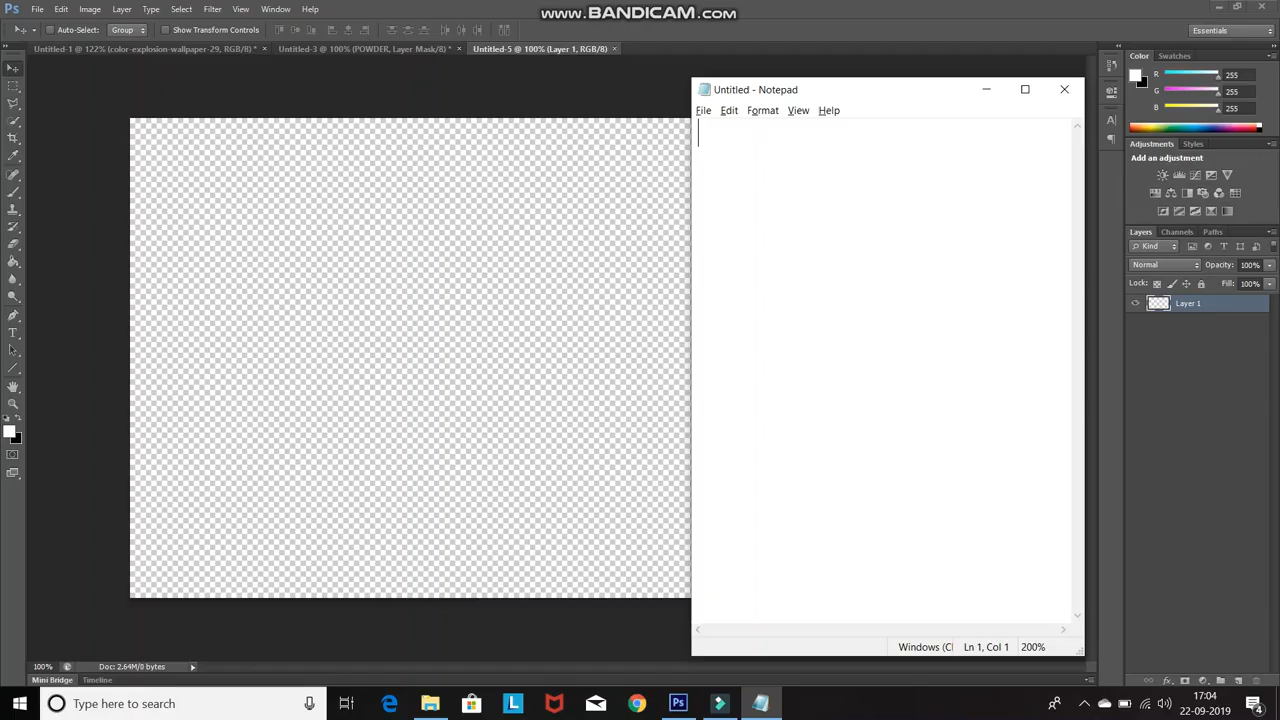 Ps File Edit Image Layer Type Select Filter View Window Help
www.BANDICAM.com
Auto-Select: Group Show Transform Controls
Essentials
Untitled-1 @ 122% (color-explosion-wallpaper-29, RGB/8) * ×
Untitled-3 @ 100% (POWDER, Layer Mask/8) * ×
Untitled-5 @ 100% (Layer 1, RGB/8) ×
Untitled - Notepad
File Edit Format View Help
Windows (Cl
Ln 1, Col 1
200%
Color Swatches
R 255
G 255
B 255
Adjustments Styles
Add an adjustment
Layers Channels Paths
Kind
Normal Opacity: 100%
Lock: Fill: 100%
Layer 1
100% Doc: 2.64M/0 bytes
Mini Bridge Timeline
Type here to search
17:04
22-09-2019
4